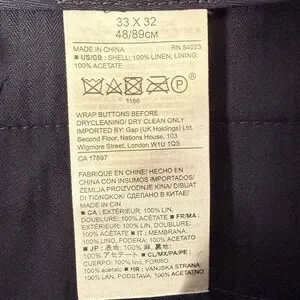 33 X 32
48/89CM
MADE IN CHINA RN 54023
■ US/GB : SHELL: 100% LINEN, LINING:
100% ACETATE
1166
WRAP BUTTONS BEFORE
DRYCLEANING/ DRY CLEAN ONLY
IMPORTED BY: Gap (UK Holdings) Ltd.
Second Floor, Nations House, 103
Wigmore Street, London W1U 1QS
CA 17897
FABRIQUE EN CHINE/ HECHO EN
CHINA CON INSUMOS IMPORTADOS/
ZEMLJA PROIZVODNJE KINA/ DIBUAT
DI TIONGKOK/
MADE IN CIN
■ CA : EXTÉRIEUR: 100% LIN,
DOUBLURE: 100% ACÉTATE ■ FR/MA :
EXTÉRIEUR: 100% LIN, DOUBLURE:
100% ACÉTATE ■ IT : MEMBRANA:
100% LINO, FODERA: 100% ACETATO
■ JP : 表地: 麻 100% 裏地:
アセテート 100% ■ CL/MX/PA/PE :
CUERPO: 100% LINO, FORRO: 100%
ACETATO ■ HR : VANJSKA STRANA:
100% LAN, PODSTAVA: 100% ACETATNO